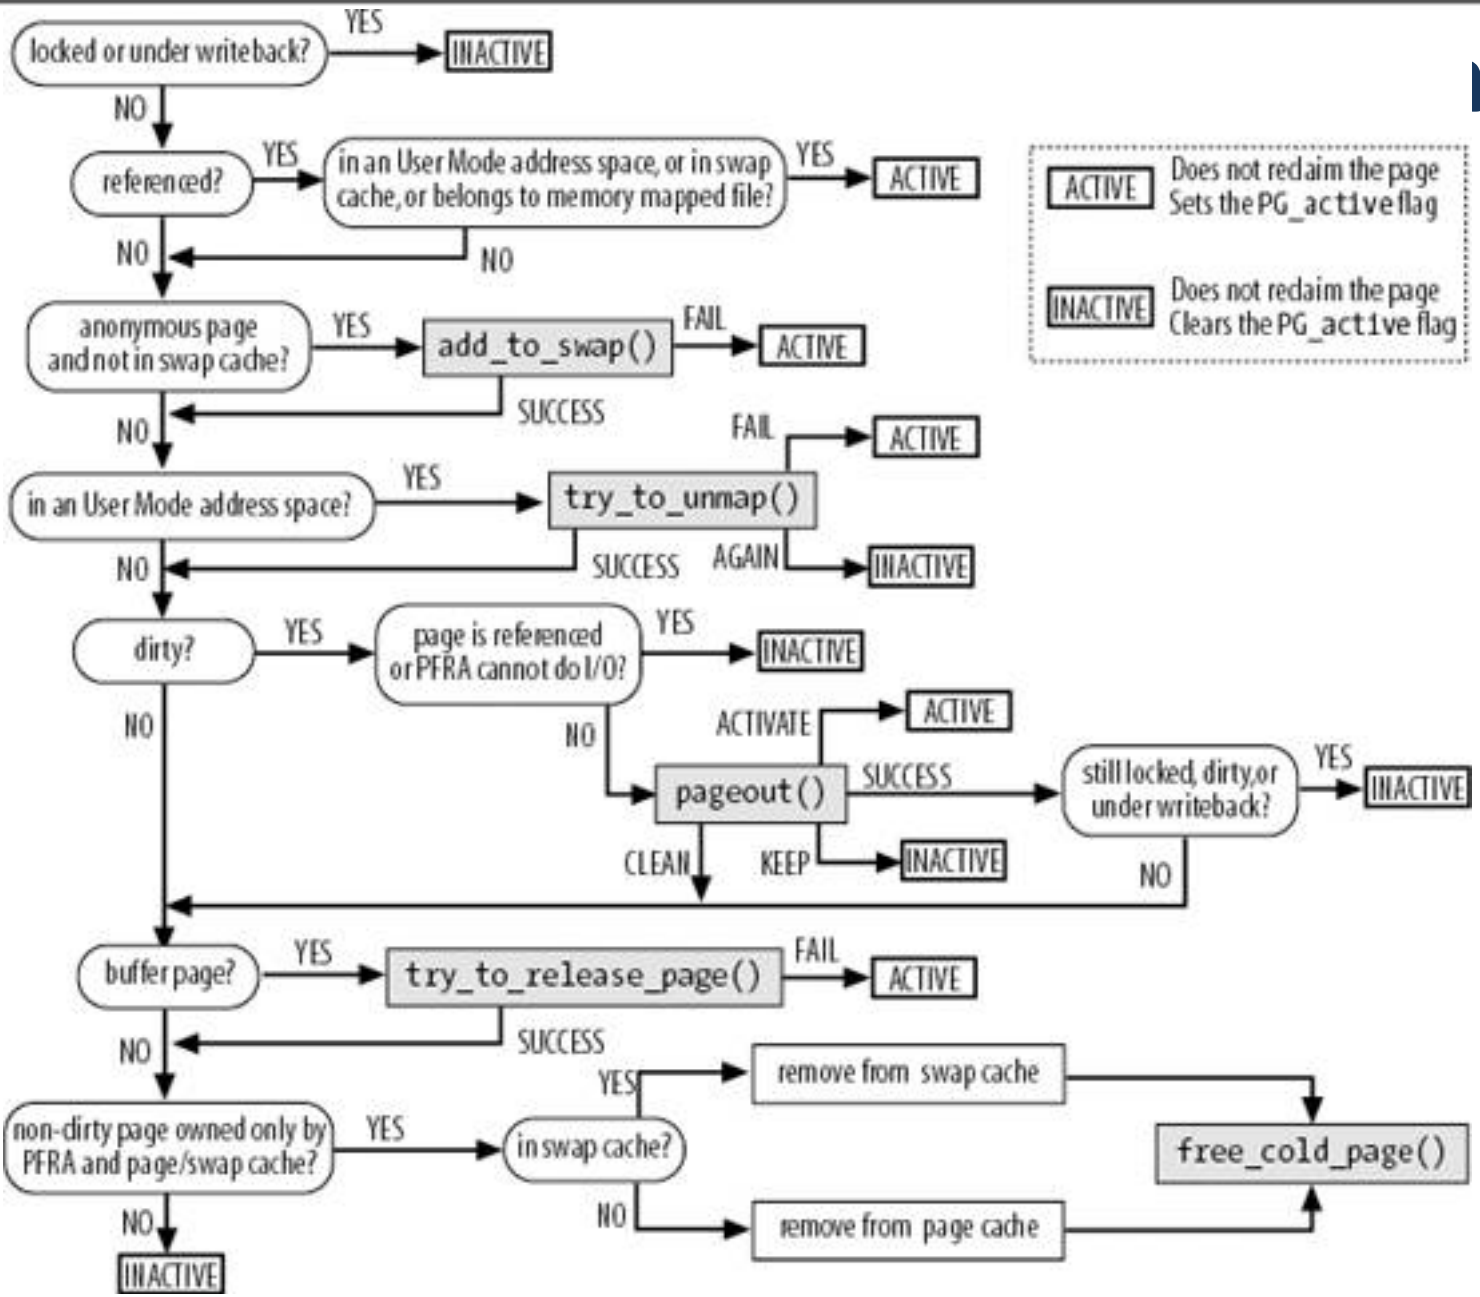 locked or under writeback?
YES
INACTIVE
NO
referenced?
YES
in an User Mode address space, or in swap
cache, or belongs to memory mapped file?
YES
ACTIVE
NO
NO
ACTIVE
Does not reclaim the page
Sets the PG_active flag
INACTIVE
Does not reclaim the page
Clears the PG_active flag
anonymous page
and not in swap cache?
YES
add_to_swap()
FAIL
ACTIVE
SUCCESS
NO
in an User Mode address space?
YES
try_to_unmap()
FAIL
ACTIVE
AGAIN
INACTIVE
SUCCESS
NO
dirty?
YES
page is referenced
or PFRA cannot do I/O?
YES
INACTIVE
NO
NO
pageout()
ACTIVATE
ACTIVE
SUCCESS
still locked, dirty, or
under writeback?
YES
INACTIVE
CLEAN
KEEP
INACTIVE
NO
buffer page?
YES
try_to_release_page()
FAIL
ACTIVE
SUCCESS
NO
non-dirty page owned only by
PFRA and page/swap cache?
YES
in swap cache?
YES
remove from swap cache
free_cold_page()
NO
remove from page cache
NO
INACTIVE